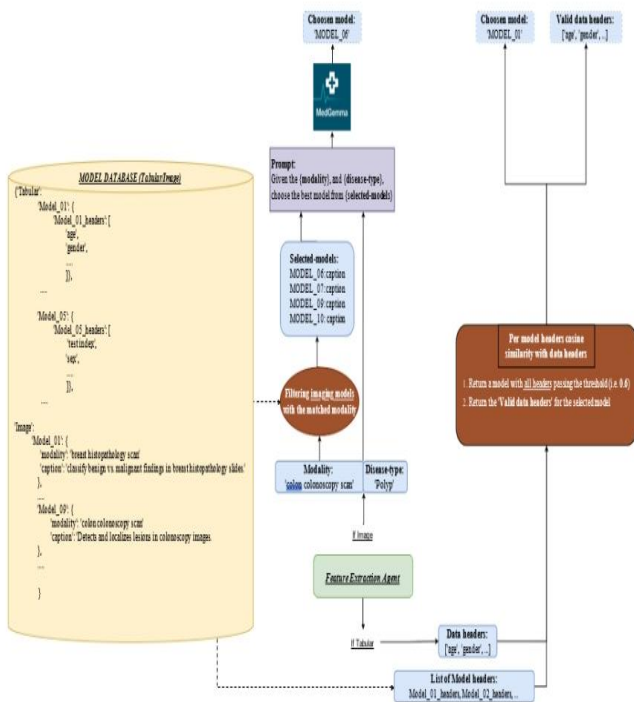 Choosen model:
'MODEL_06'
Choosen model:
'MODEL_01'
Valid data headers:
['age', 'gender', ...]
MedGemma
Prompt:
Given the {modality}, and {disease-type},
choose the best model from {selected-models}
MODEL DATABASE (Tabular/Image)
{'Tabular':
'Model_01': {
'Model_01_headers': [
'age',
'gender',
....
]},
....
'Model_05': {
'Model_05_headers': [
'test index',
'sex',
....
]},
....
'Image':
'Model_01': {
'modality': 'breast histopathology scan'
'caption': 'classify benign vs. malignant findings in breast histopathology slides.'
},
....
'Model_09': {
'modality': 'colon colonoscopy scan'
'caption': 'Detects and localizes lesions in colonoscopy images.
},
....
}
Selected-models:
MODEL_06: caption
MODEL_07: caption
MODEL_09: caption
MODEL_10: caption
Filtering imaging models
with the matched modality
Modality:
'colon colonoscopy scan'
Disease-type:
'Polyp'
If Image
Feature Extraction Agent
If Tabular
Data headers:
['age', 'gender', ...]
List of Model headers:
Model_01_headers, Model_02_headers, ...
Per model headers cosine
similarity with data headers
1. Return a model with all headers passing the threshold (i.e. 0.6)
2. Return the 'Valid data headers' for the selected model